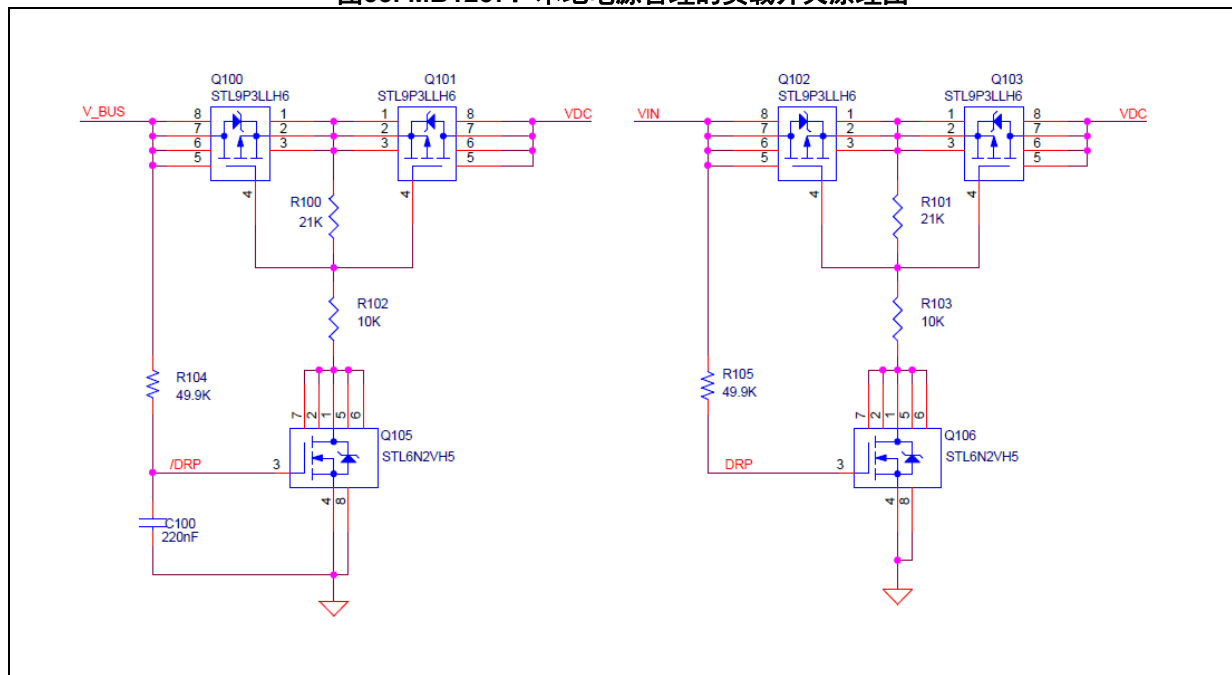 Q100
STL9P3LLH6
Q101
STL9P3LLH6
V_BUS
VDC
8
7
6
5
1
2
3
4
1
2
3
8
7
6
5
4
R100
21K
R102
10K
R104
49.9K
7
2
1
5
6
Q105
STL6N2VH5
/DRP
3
4
8
C100
220nF
Q102
STL9P3LLH6
Q103
STL9P3LLH6
VIN
VDC
8
7
6
5
1
2
3
4
1
2
3
8
7
6
5
4
R101
21K
R103
10K
R105
49.9K
7
2
1
5
6
Q106
STL6N2VH5
DRP
3
4
8